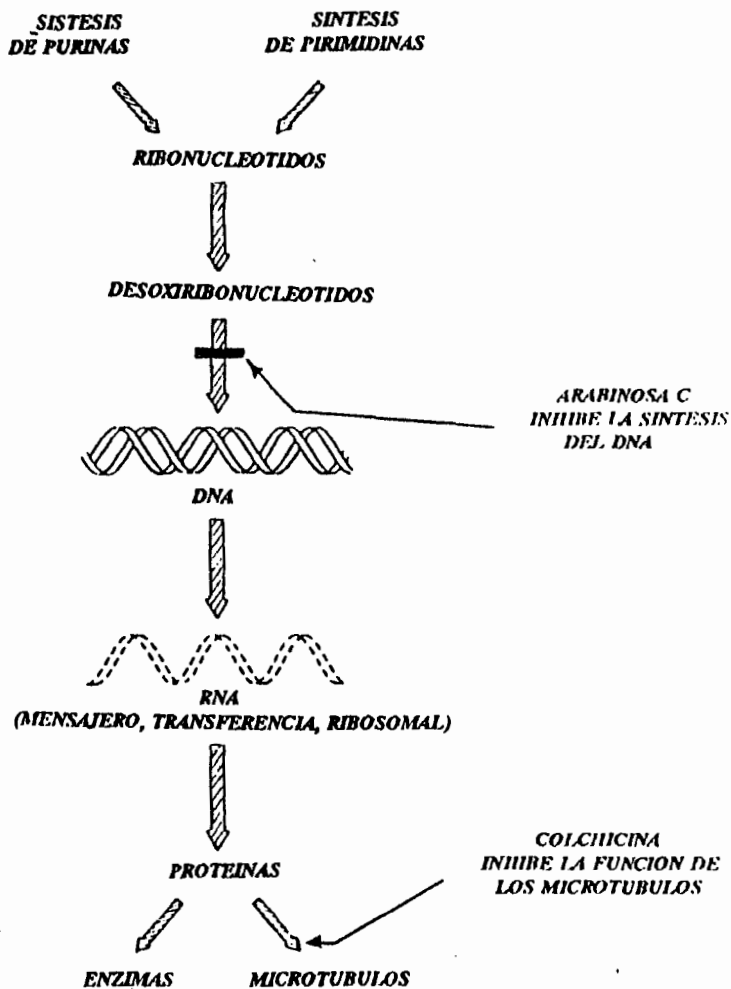 SISTESIS
DE PURINAS
SINTESIS
DE PIRIMIDINAS
RIBONUCLEOTIDOS
DESOXIRIBONUCLEOTIDOS
ARABINOSA C
INHIBE LA SINTESIS
DEL DNA
DNA
RNA
(MENSAJERO, TRANSFERENCIA, RIBOSOMAL)
PROTEINAS
COLCHICINA
INHIBE LA FUNCION DE
LOS MICROTUBULOS
ENZIMAS
MICROTUBULOS